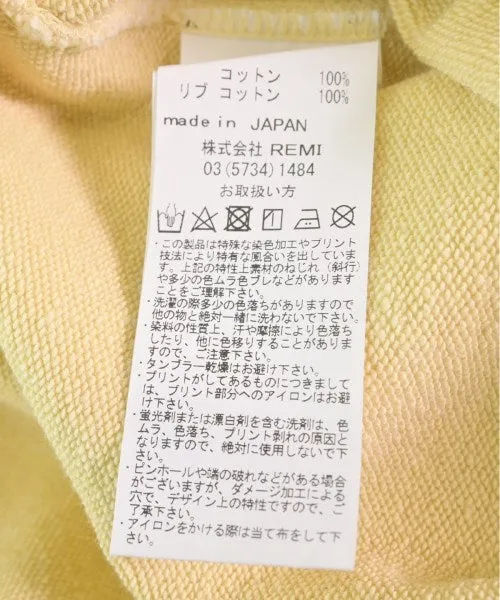 コットン 100%
リブ コットン 100%
made in JAPAN
株式会社 REMI
03(5734)1484
お取扱い方
・この製品は特殊な染色加工やプリント
技法により特有な風合いを出していま
す。上記の特性上素材のねじれ（斜行）
や多少の色ムラ色ブレなどがあります
ことをご理解下さい。
・洗濯の際多少の色落ちがありますので
他の物と絶対一緒に洗わないで下さい。
・染料の性質上、汗や摩擦により色落ち
したり、他に色移りすることがありま
すので、ご注意下さい。
・タンブラー乾燥はお避け下さい。
・プリントがしてあるものにつきまして
は、プリント部分へのアイロンはお避
け下さい。
・蛍光剤または漂白剤を含む洗剤は、色
ムラ、色落ち、プリント剥れの原因と
なりますので、絶対に使用しないで下
さい。
・ピンホールや端の破れなどがある場合
がございますが、ダメージ加工による
穴で、デザイン上の特性ですので、ご
了承下さい。
・アイロンをかける際は当て布をして下
さい。